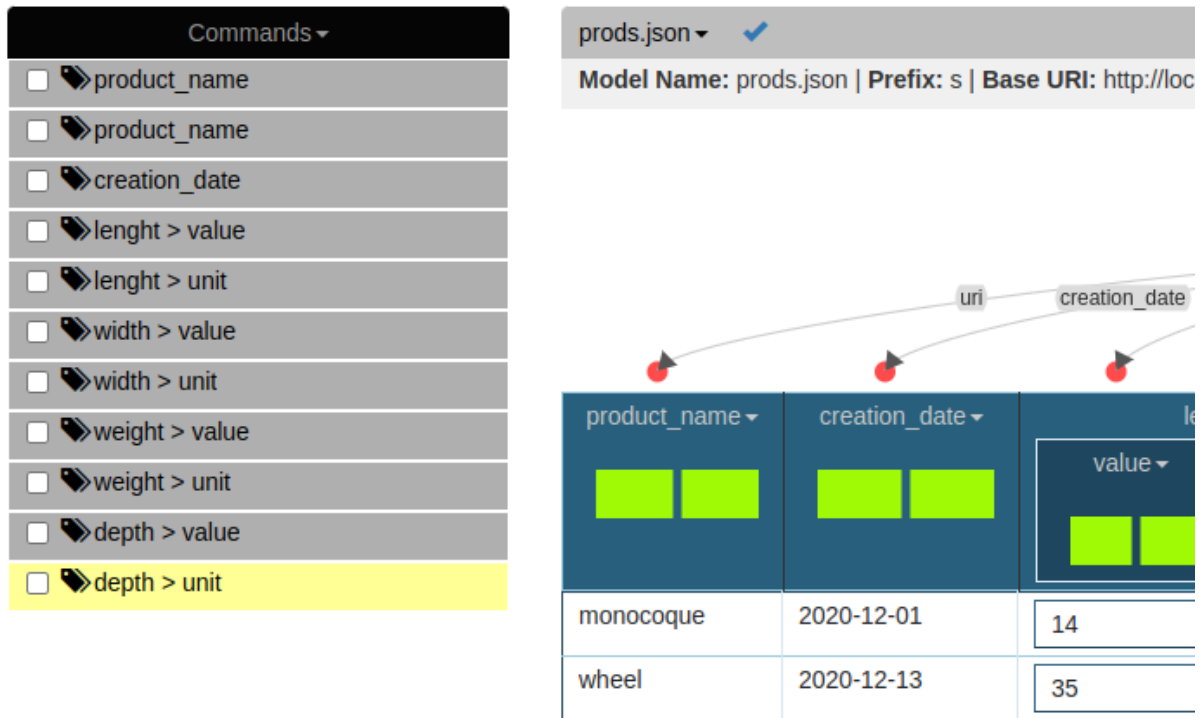 Commands
product_name
product_name
creation_date
lenght > value
lenght > unit
width > value
width > unit
weight > value
weight > unit
depth > value
depth > unit
prods.json
Model Name: prods.json | Prefix: s | Base URI: http://loc
uri
creation_date
product_name
creation_date
le
value
monocoque
2020-12-01
14
wheel
2020-12-13
35